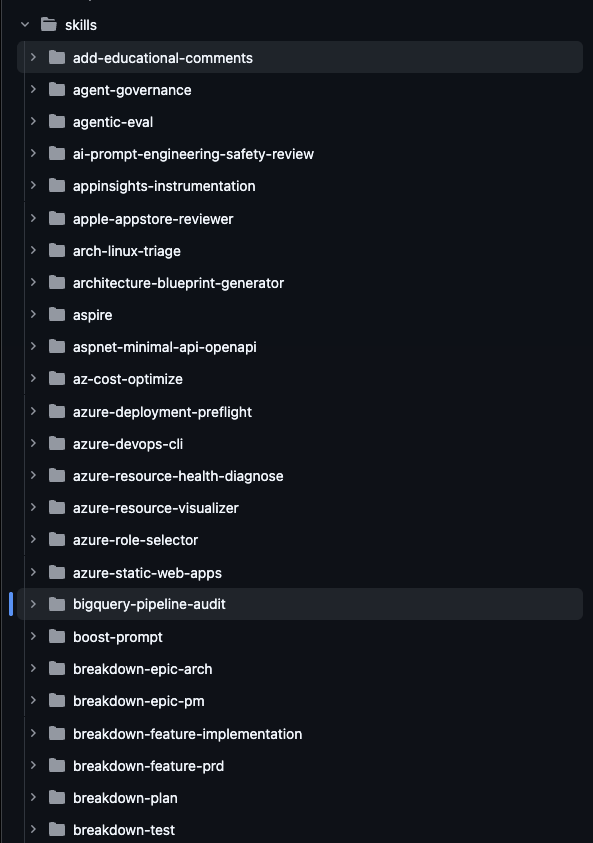 skills
add-educational-comments
agent-governance
agentic-eval
ai-prompt-engineering-safety-review
appinsights-instrumentation
apple-appstore-reviewer
arch-linux-triage
architecture-blueprint-generator
aspire
aspnet-minimal-api-openapi
az-cost-optimize
azure-deployment-preflight
azure-devops-cli
azure-resource-health-diagnose
azure-resource-visualizer
azure-role-selector
azure-static-web-apps
bigquery-pipeline-audit
boost-prompt
breakdown-epic-arch
breakdown-epic-pm
breakdown-feature-implementation
breakdown-feature-prd
breakdown-plan
breakdown-test